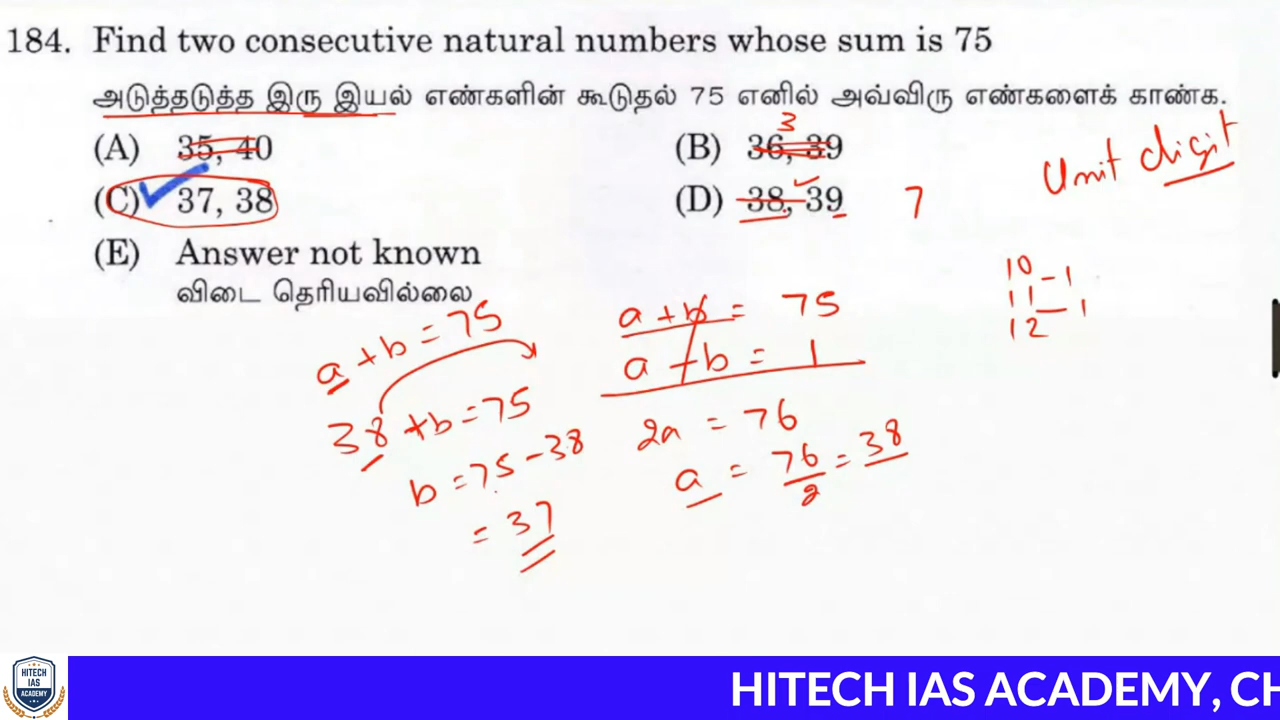 184. Find two consecutive natural numbers whose sum is 75
அடுத்தடுத்த இரு இயல் எண்களின் கூடுதல் 75 எனில் அவ்விரு எண்களைக் காண்க.
3
(A) 35, 40 (B) 36, 39
Unit digit
(C) 37, 38 (D) 38, 39 7
(E) Answer not known
விடை தெரியவில்லை
10 - 1
11 - 1
12
a + b = 75
38 + b = 75
b = 75 - 38
= 37
a + b = 75
a - b = 1
2a = 76
a = 76/2 = 38
HITECH IAS ACADEMY
HITECH IAS ACADEMY, CH